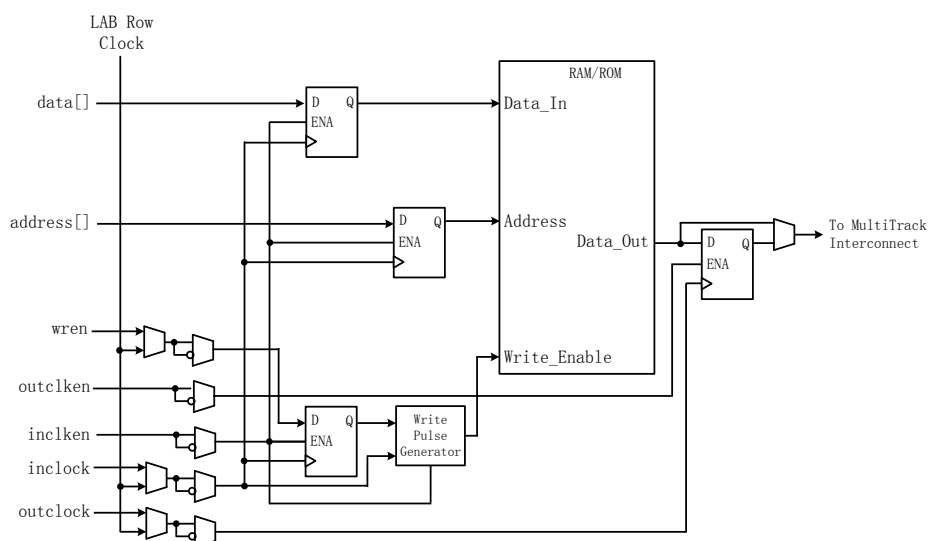 LAB Row
Clock
RAM/ROM
data[]
D Q
ENA
Data_In
address[]
D Q
ENA
Address
Data_Out
D Q
ENA
To MultiTrack
Interconnect
wren
Write_Enable
outclken
inclken
D Q
ENA
Write
Pulse
Generator
inclock
outclock